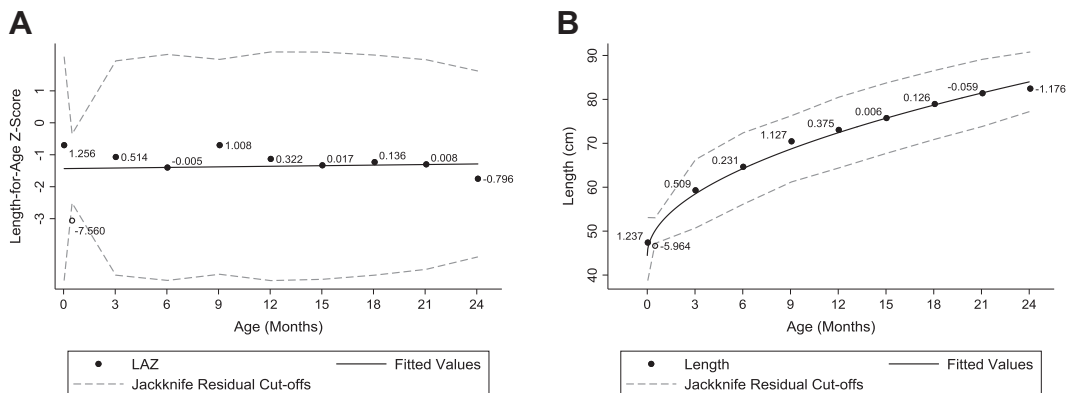 A
B
Length-for-Age Z-Score
1
0
-1
-2
-3
1.256
0.514
-0.005
1.008
0.322
0.017
0.136
0.008
-0.796
-7.560
0 3 6 9 12 15 18 21 24
Age (Months)
LAZ Fitted Values
Jackknife Residual Cut-offs
Length (cm)
90
80
70
60
50
40
1.237
-5.964
0.509
0.231
1.127
0.375
0.006
0.126
-0.059
-1.176
0 3 6 9 12 15 18 21 24
Age (Months)
Length Fitted Values
Jackknife Residual Cut-offs